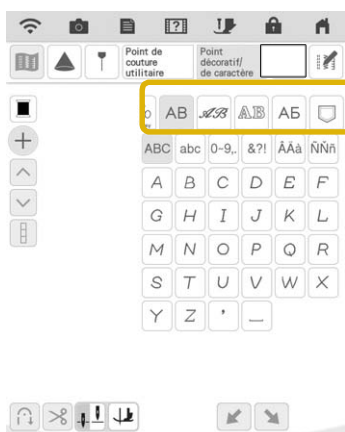 Point de couture utilitaire
Point décoratif/ de caractère
AB AB AB АБ
ABC abc 0-9,. &?! ÂÄà ÑÑñ
A B C D E F
G H I J K L
M N O P Q R
S T U V W X
Y Z ' _